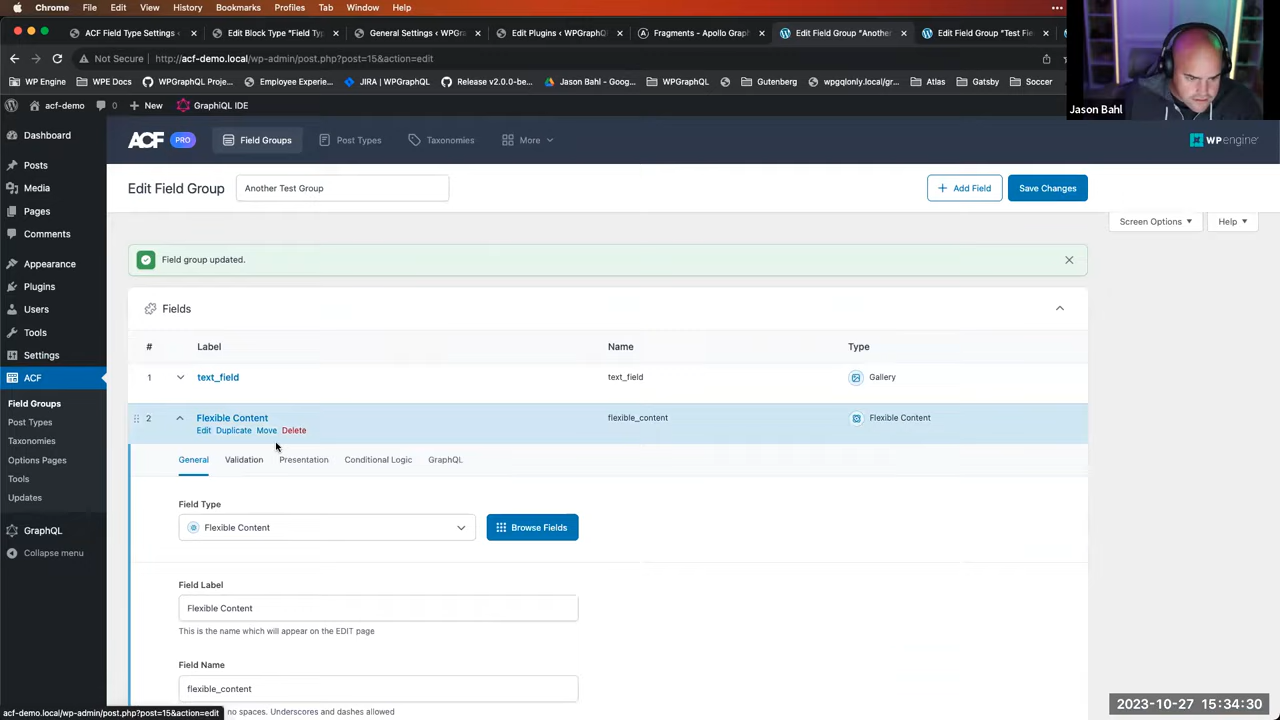 Chrome File Edit View History Bookmarks Profiles Tab Window Help
ACF Field Type Settings Edit Block Type "Field Ty General Settings ‹ WPGra Edit Plugins ‹ WPGraphQL Fragments - Apollo Graph Edit Field Group "Anothe Edit Field Group "Test Fie
Not Secure http://acf-demo.local/wp-admin/post.php?post=15&action=edit
WP Engine WPE Docs WPGraphQL Proje... Employee Experie... JIRA | WPGraphQL Release v2.0.0-be... Jason Bahl - Goog... WPGraphQL Gutenberg wpgqlonly.local/gr... Atlas Gatsby Soccer
acf-demo 0 New GraphiQL IDE
Jason Bahl
Dashboard
Posts
Media
Pages
Comments
Appearance
Plugins
Users
Tools
Settings
ACF
Field Groups
Post Types
Taxonomies
Options Pages
Tools
Updates
GraphQL
Collapse menu
ACF PRO Field Groups Post Types Taxonomies More WPengine
Edit Field Group Another Test Group + Add Field Save Changes
Screen Options Help
Field group updated.
Fields
# Label Name Type
1 text_field text_field Gallery
2 Flexible Content flexible_content Flexible Content
Edit Duplicate Move Delete
General Validation Presentation Conditional Logic GraphQL
Field Type
Flexible Content Browse Fields
Field Label
Flexible Content
This is the name which will appear on the EDIT page
Field Name
flexible_content
no spaces. Underscores and dashes allowed
acf-demo.local/wp-admin/post.php?post=15&action=edit
2023-10-27 15:34:30